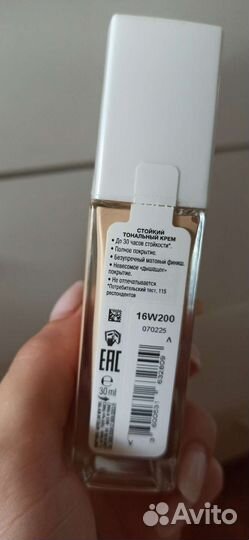 СТОЙКИЙ
ТОНАЛЬНЫЙ КРЕМ
• До 30 часов стойкости*.
• Полное покрытие.
• Безупречный матовый финиш.
• Невесомое «дышащее»
покрытие.
• Не отпечатывается
*Потребительский тест, 115
респондентов
16W200
070225
EAC
30 ml
Avito